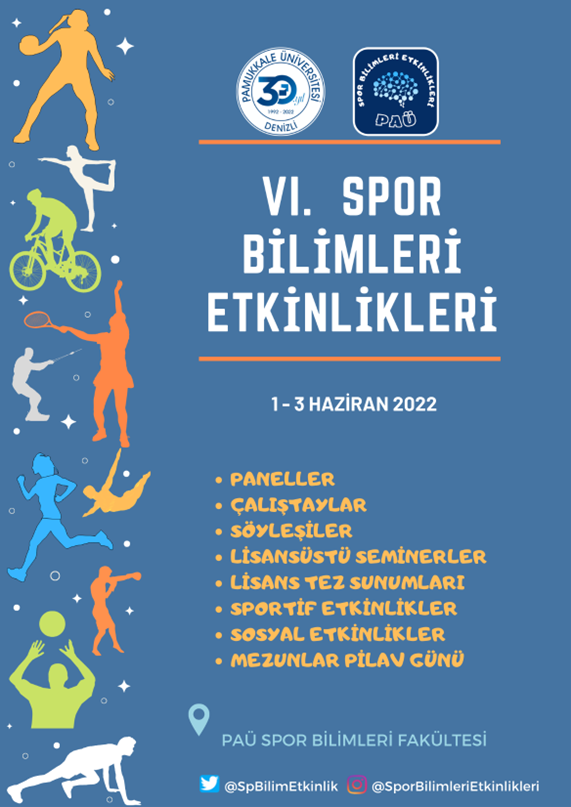 PAMUKKALE ÜNİVERSİTESİ
30.yıl
1992 - 2022
DENİZLİ
SPOR BİLİMLERİ ETKİNLİKLERİ
PAÜ
VI. SPOR
BİLİMLERİ
ETKİNLİKLERİ
1 - 3 HAZİRAN 2022
• PANELLER
• ÇALIŞTAYLAR
• SÖYLEŞİLER
• LİSANSÜSTÜ SEMİNERLER
• LİSANS TEZ SUNUMLARI
• SPORTİF ETKİNLİKLER
• SOSYAL ETKİNLİKLER
• MEZUNLAR PİLAV GÜNÜ
PAÜ SPOR BİLİMLERİ FAKÜLTESİ
@SpBilimEtkinlik @SporBilimleriEtkinlikleri